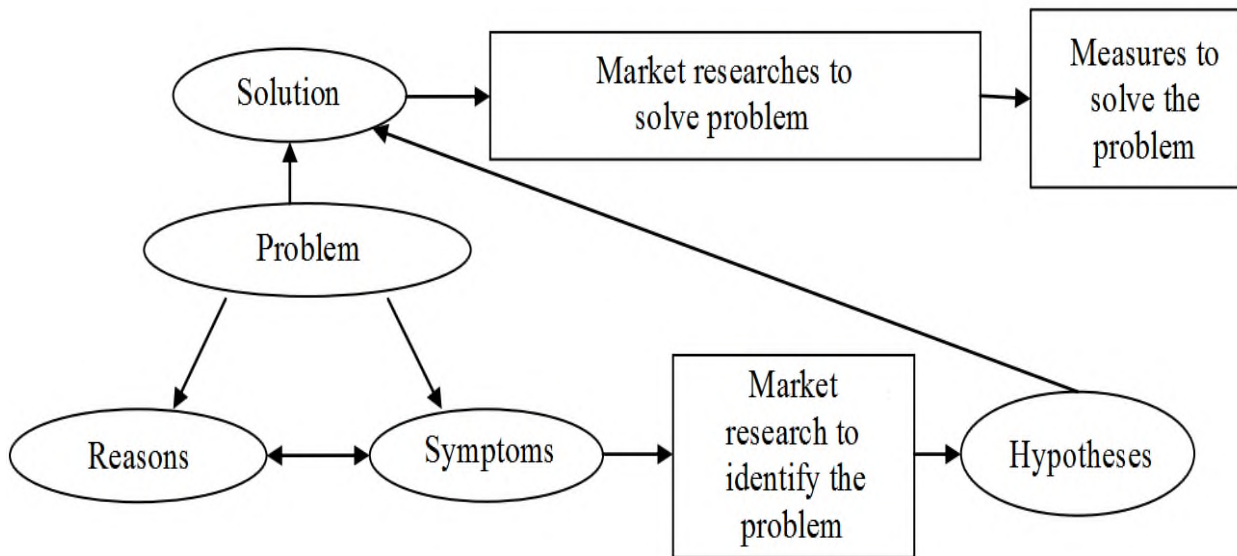 Solution
Market researches to
solve problem
Measures to
solve the
problem
Problem
Reasons
Symptoms
Market
research to
identify the
problem
Hypotheses